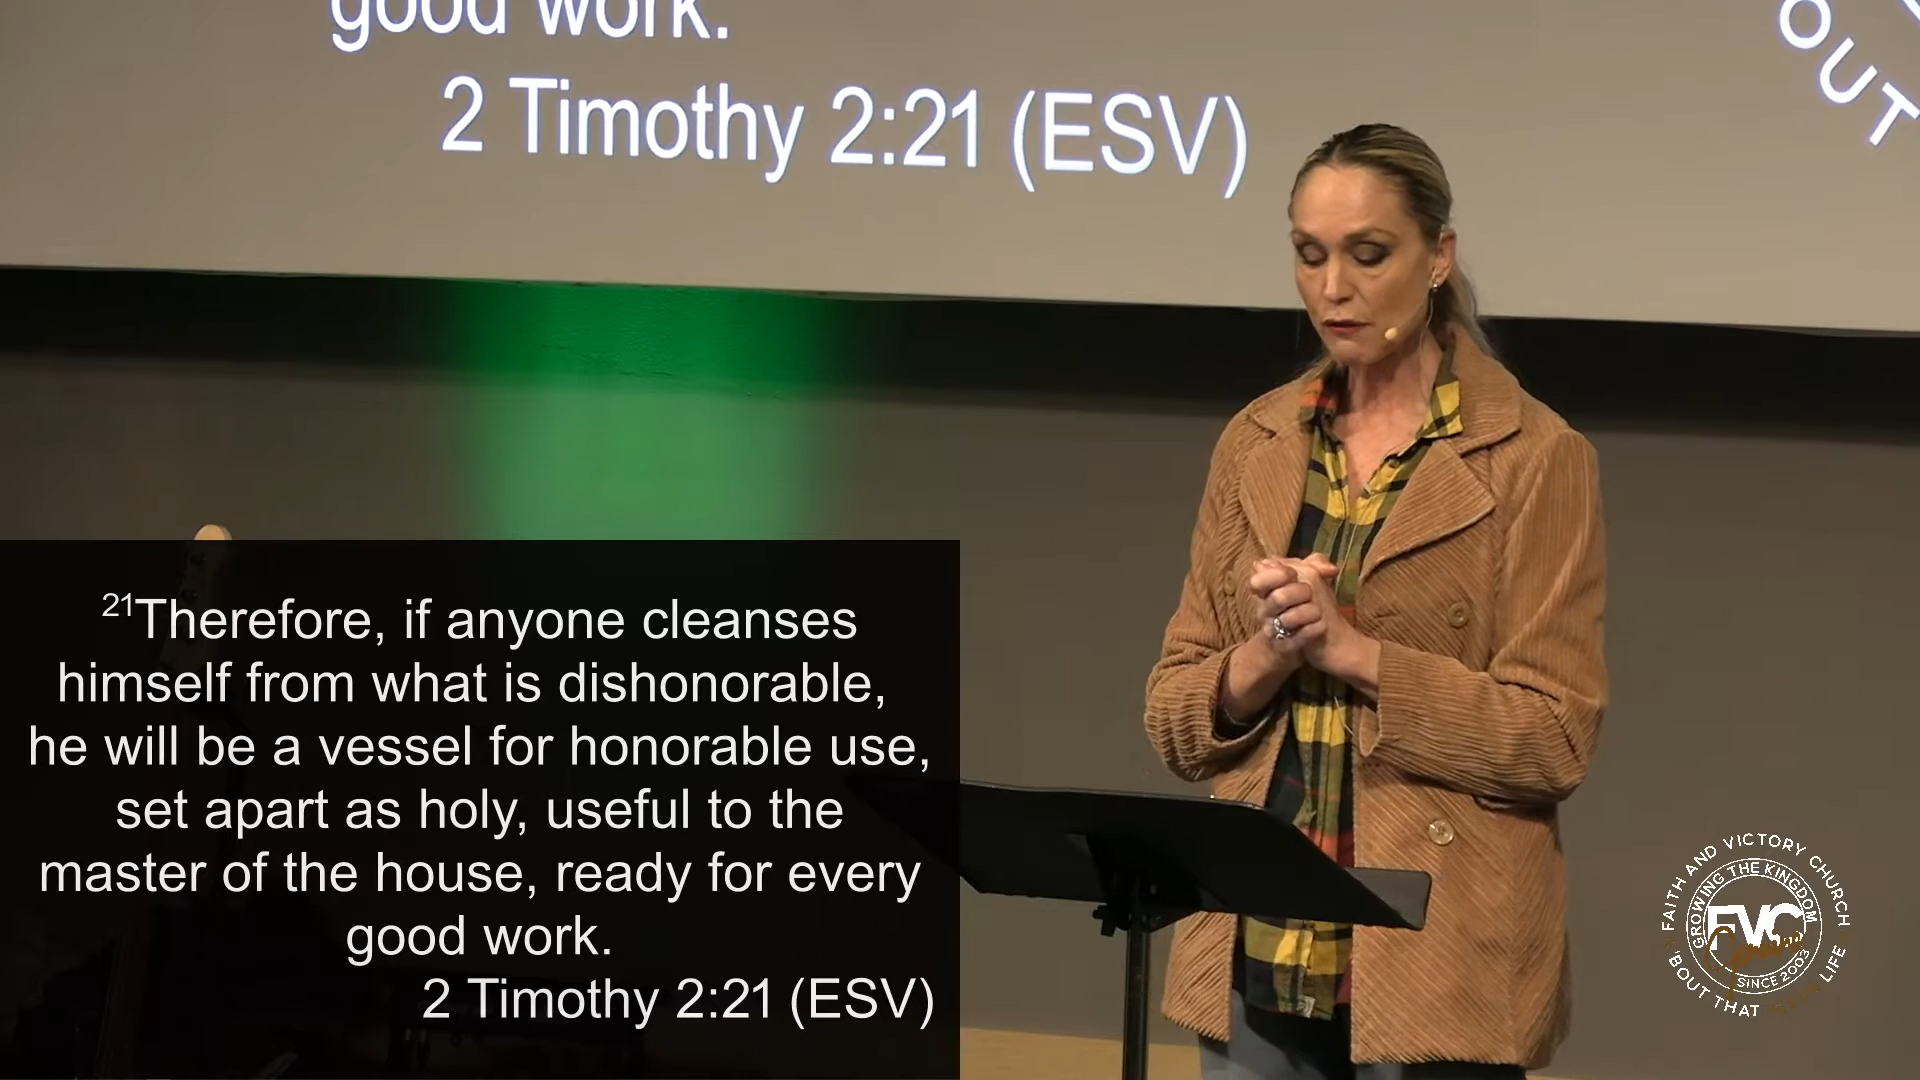 good work.
2 Timothy 2:21 (ESV)
OUT
21Therefore, if anyone cleanses
himself from what is dishonorable,
he will be a vessel for honorable use,
set apart as holy, useful to the
master of the house, ready for every
good work.
2 Timothy 2:21 (ESV)
FAITH AND VICTORY CHURCH
GROWING THE KINGDOM
FVC
SINCE 2003
'BOUT THAT
LIFE